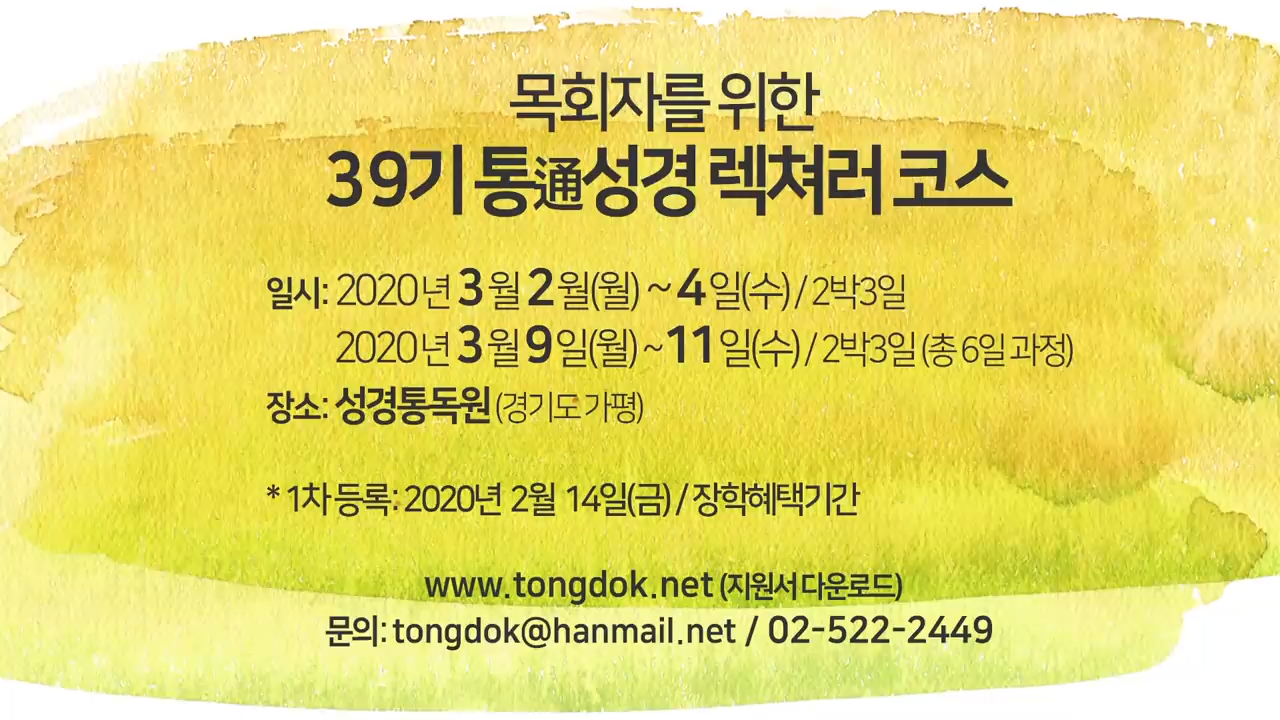 목회자를 위한
39기 통通성경 렉쳐러 코스
일시: 2020년 3월 2월(월) ~ 4일(수) / 2박3일
2020년 3월 9일(월) ~ 11일(수) / 2박3일 (총 6일 과정)
장소: 성경통독원 (경기도 가평)
* 1차 등록: 2020년 2월 14일(금) / 장학혜택기간
www.tongdok.net (지원서 다운로드)
문의: tongdok@hanmail.net / 02-522-2449